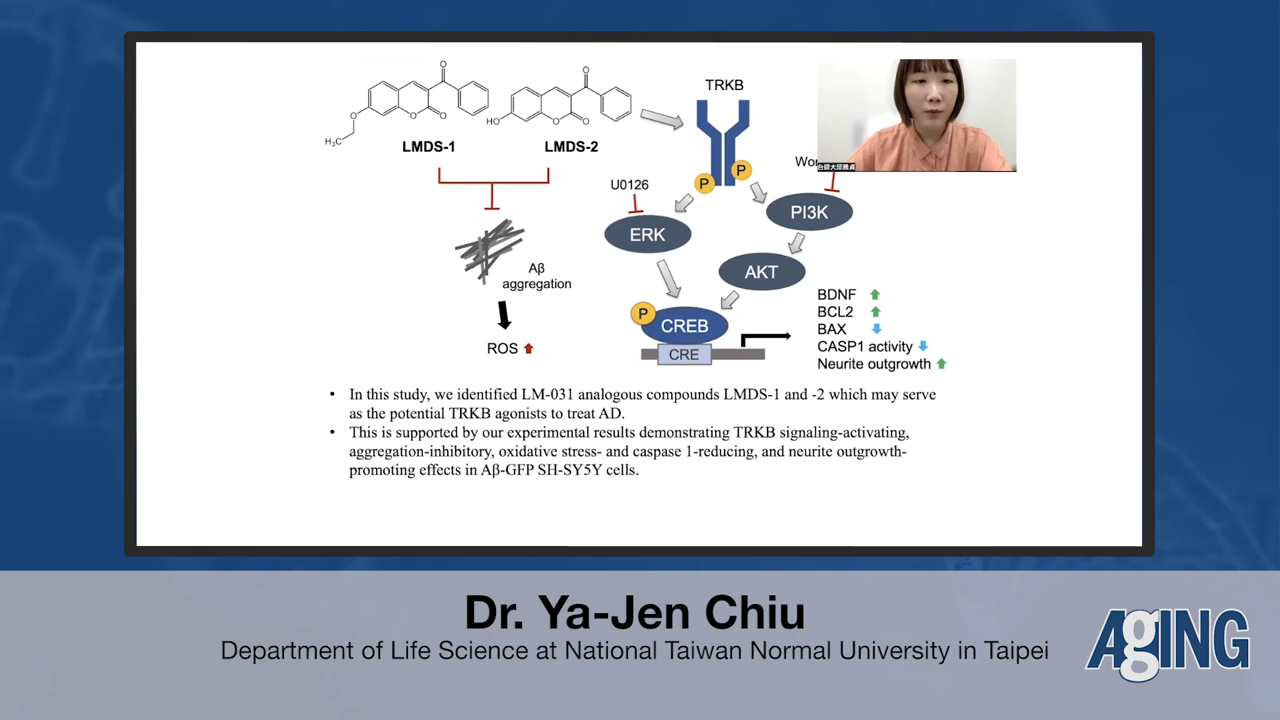 O
O
O
O
H₃C
LMDS-1
O
HO
O
O
LMDS-2
TRKB
P
P
U0126
ERK
PI3K
AKT
P
CREB
CRE
Aβ
aggregation
ROS
BDNF
BCL2
BAX
CASP1 activity
Neurite outgrowth
• In this study, we identified LM-031 analogous compounds LMDS-1 and -2 which may serve
as the potential TRKB agonists to treat AD.
• This is supported by our experimental results demonstrating TRKB signaling-activating,
aggregation-inhibitory, oxidative stress- and caspase 1-reducing, and neurite outgrowth-
promoting effects in Aβ-GFP SH-SY5Y cells.
Dr. Ya-Jen Chiu
Department of Life Science at National Taiwan Normal University in Taipei
AgING